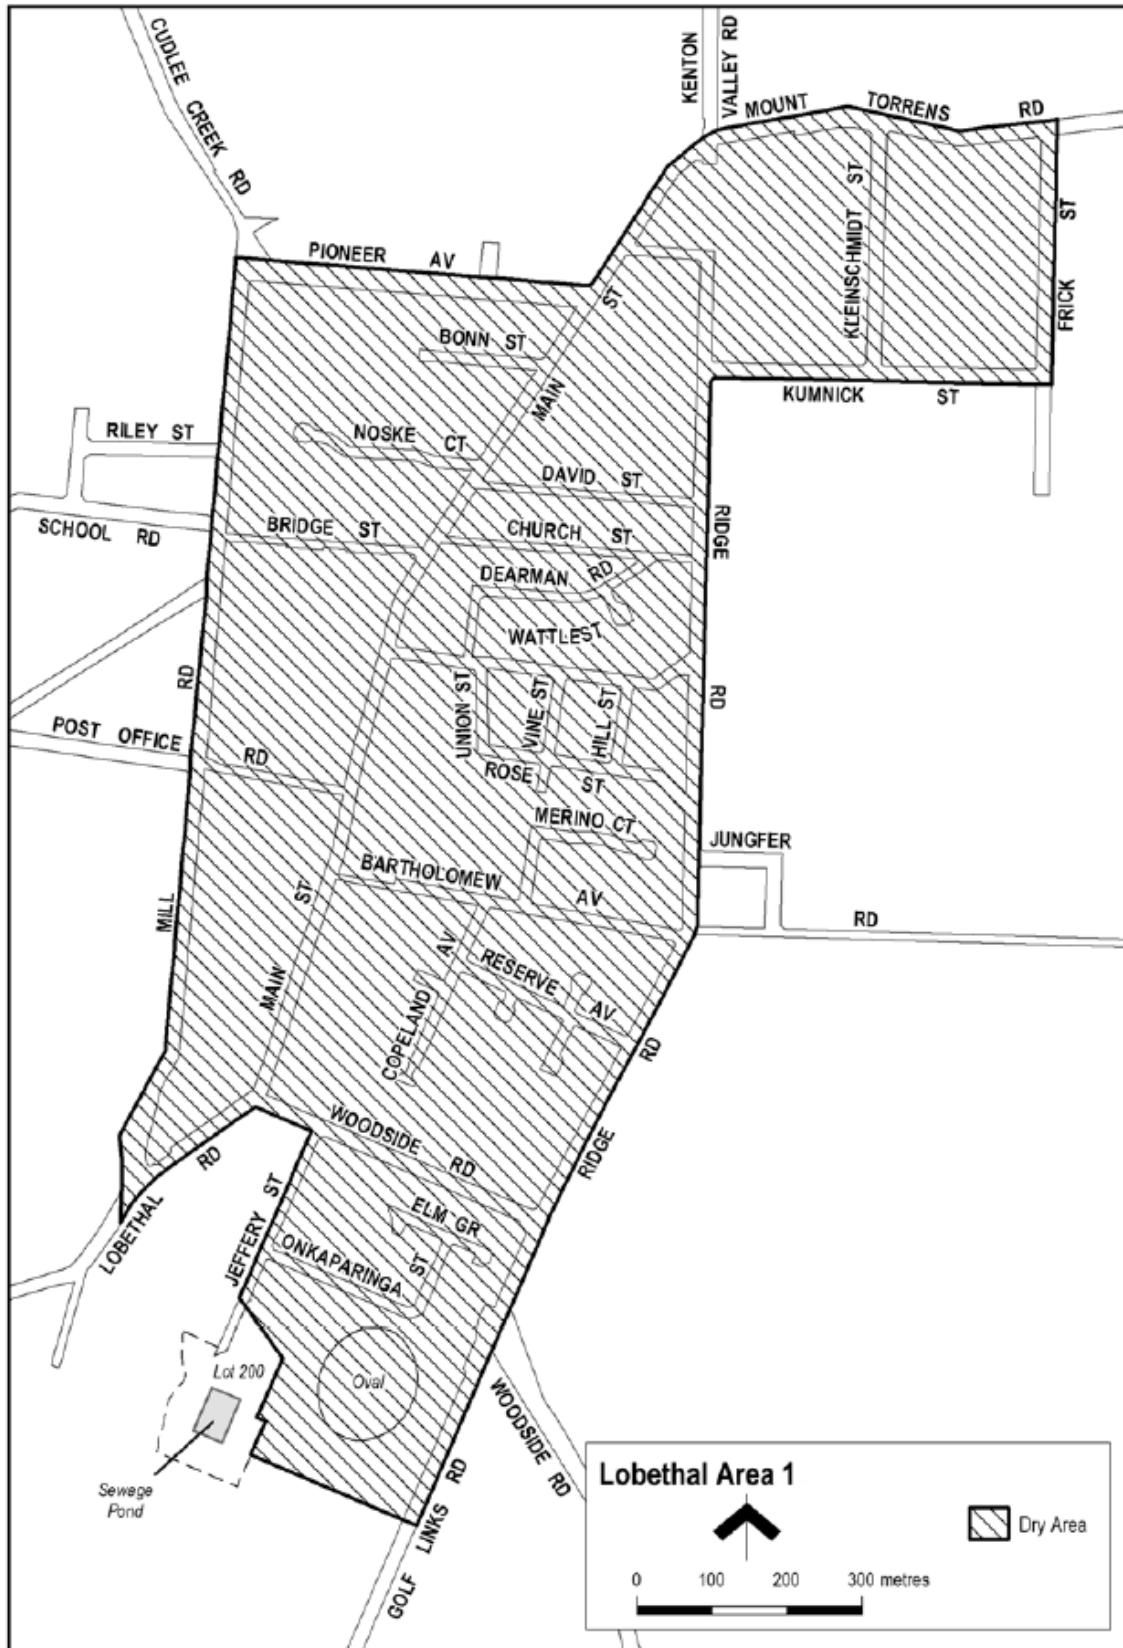 CUDLEE CREEK RD
KENTON
VALLEY RD
MOUNT TORRENS RD
PIONEER AV
KLEINSCHMIDT ST
FRICK ST
BONN ST
MAIN ST
KUMNICK ST
RILEY ST
NOSKE CT
DAVID ST
SCHOOL RD
BRIDGE ST
CHURCH ST
RIDGE RD
DEARMAN RD
WATTLE ST
UNION ST
VINE ST
HILL ST
POST OFFICE RD
ROSE ST
MERINO CT
JUNGFER RD
BARTHOLOMEW AV
MILL RD
MAIN ST
COPELAND AV
RESERVE AV
RIDGE RD
WOODSIDE RD
LOBETHAL RD
JEFFERY ST
ELM GR
ONKAPARINGA ST
Lot 200
Oval
WOODSIDE RD
Sewage
Pond
GOLF LINKS RD
Lobethal Area 1
Dry Area
0 100 200 300 metres